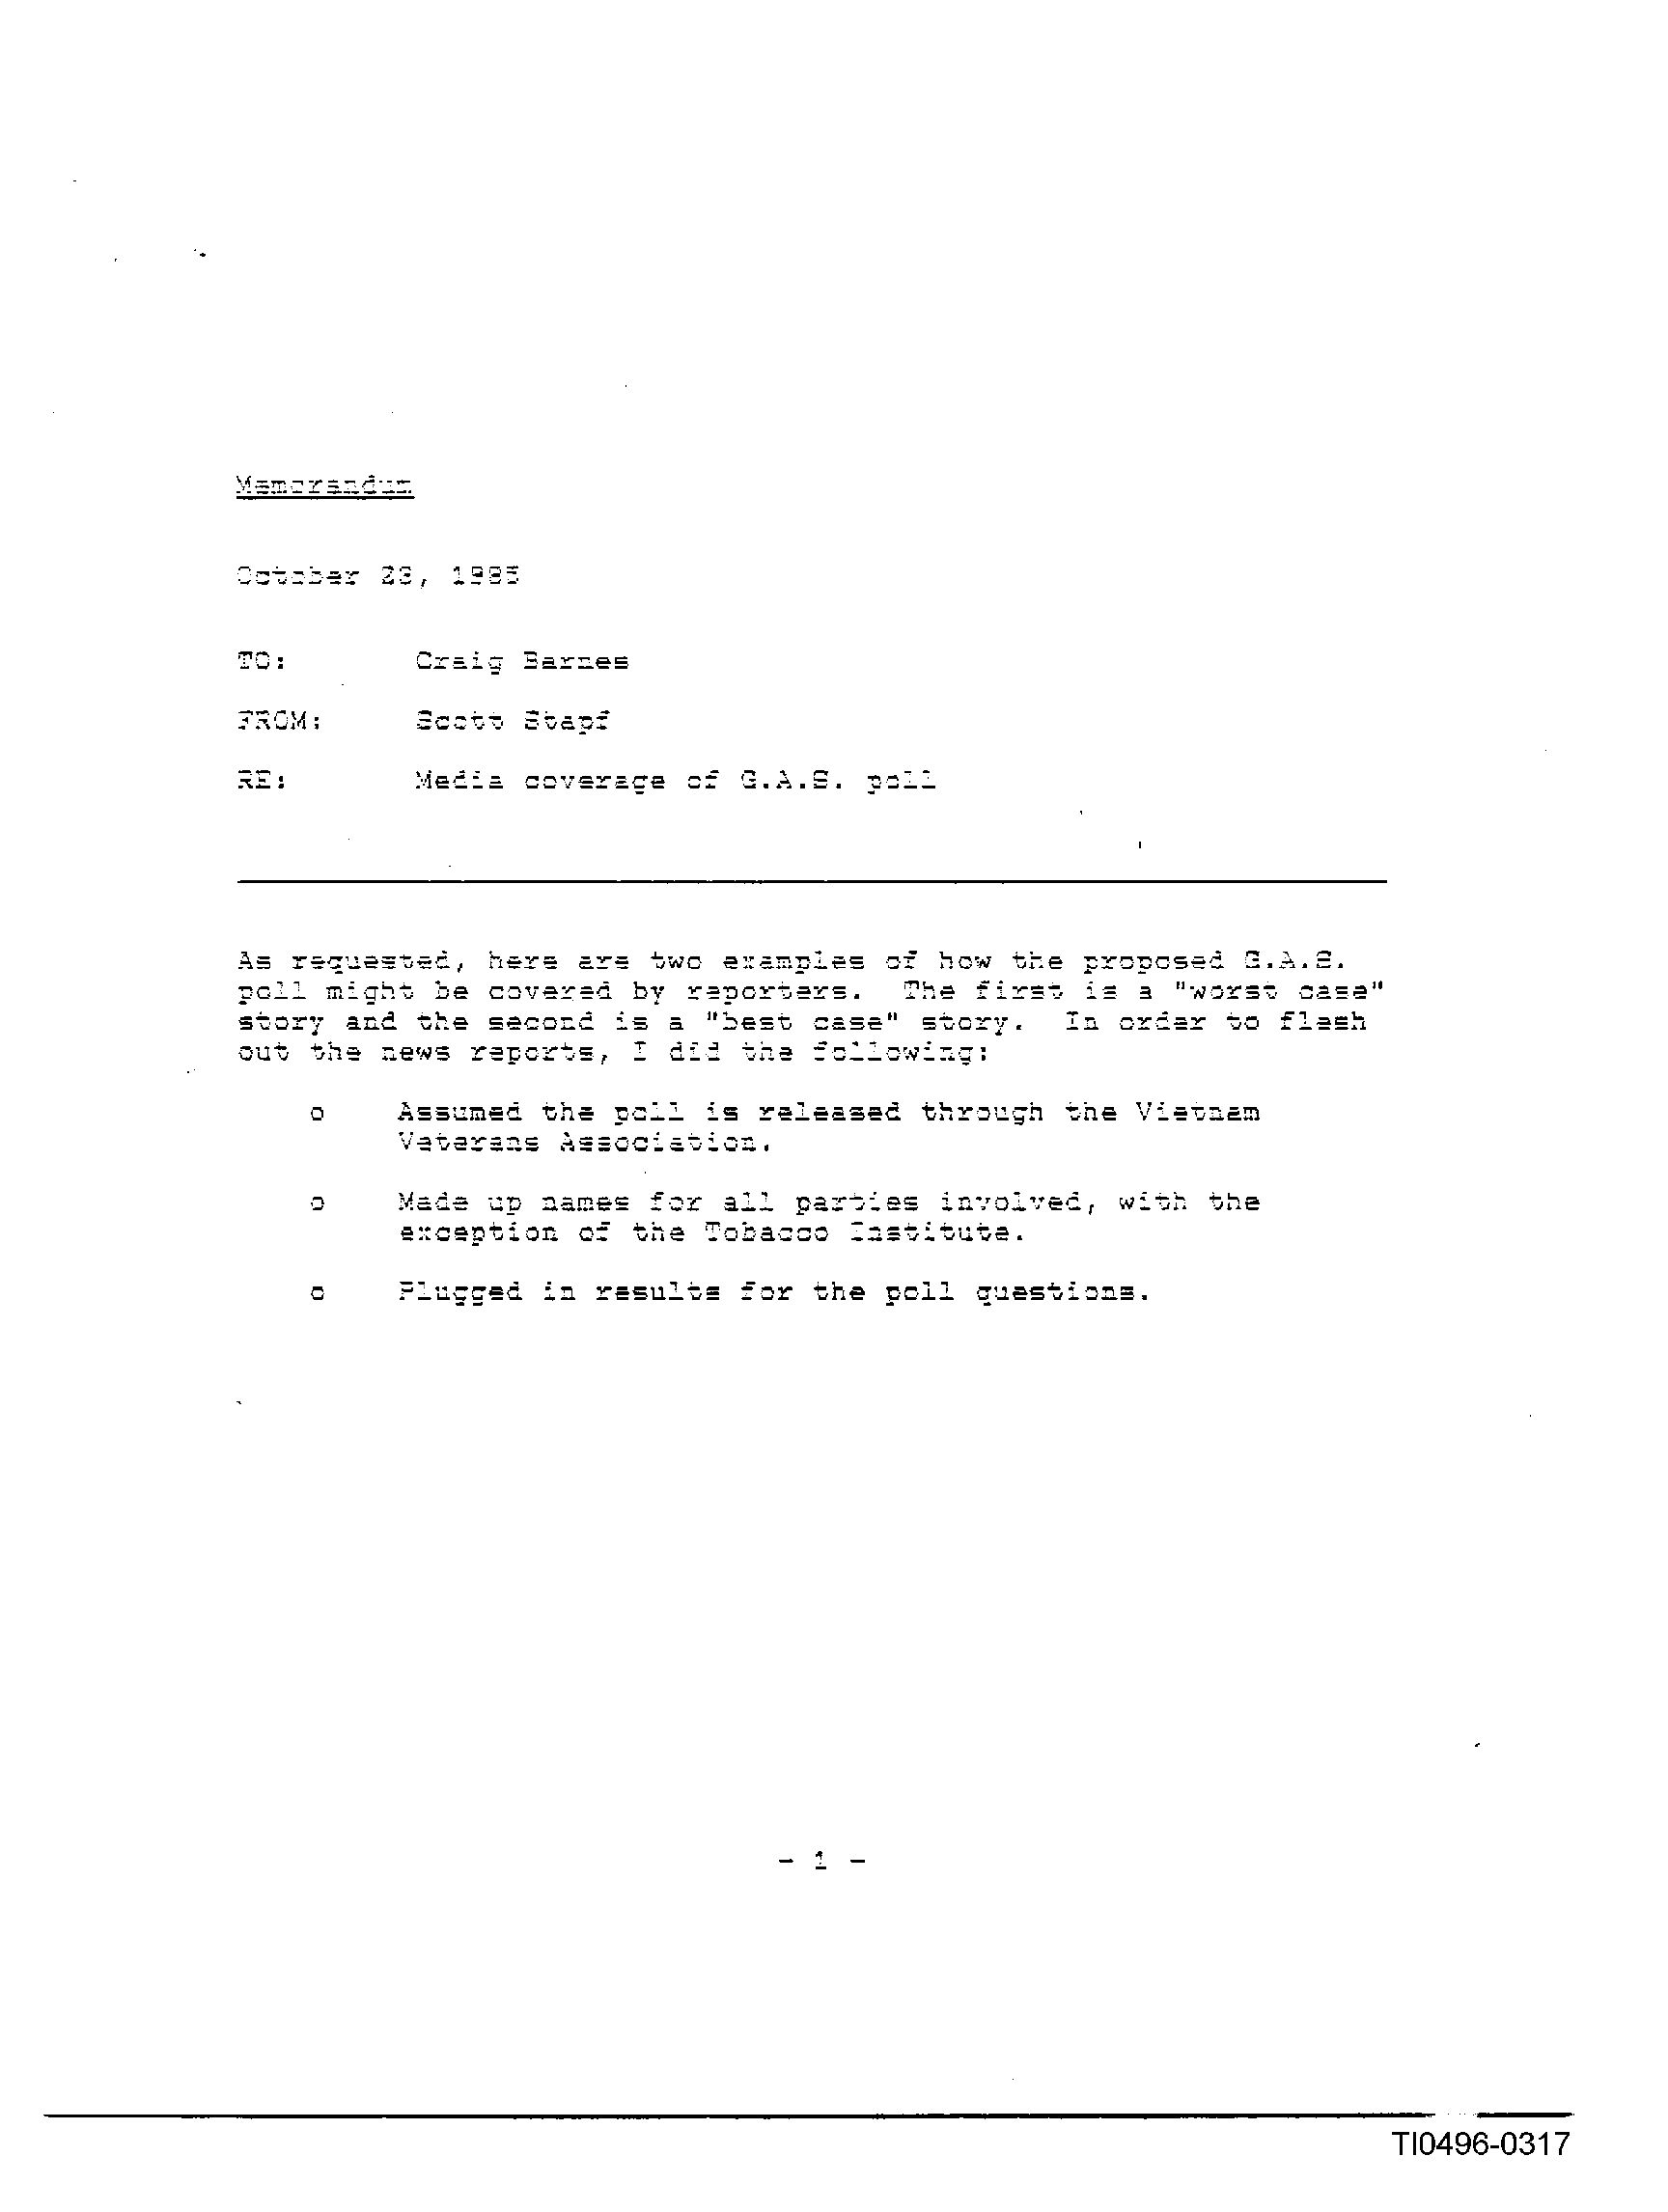 Memorandum
October 23, 1985
TO: Craig Barnes
FROM: Scott Stapf
RE: Media coverage of G.A.S. poll
As requested, here are two examples of how the proposed G.A.S.
poll might be covered by reporters. The first is a "worst case"
story and the second is a "best case" story. In order to flesh
out the news reports, I did the following:
o Assumed the poll is released through the Vietnam
Veterans Association.
o Made up names for all parties involved, with the
exception of the Tobacco Institute.
o Plugged in results for the poll questions.
- 1 -
TI0496-0317